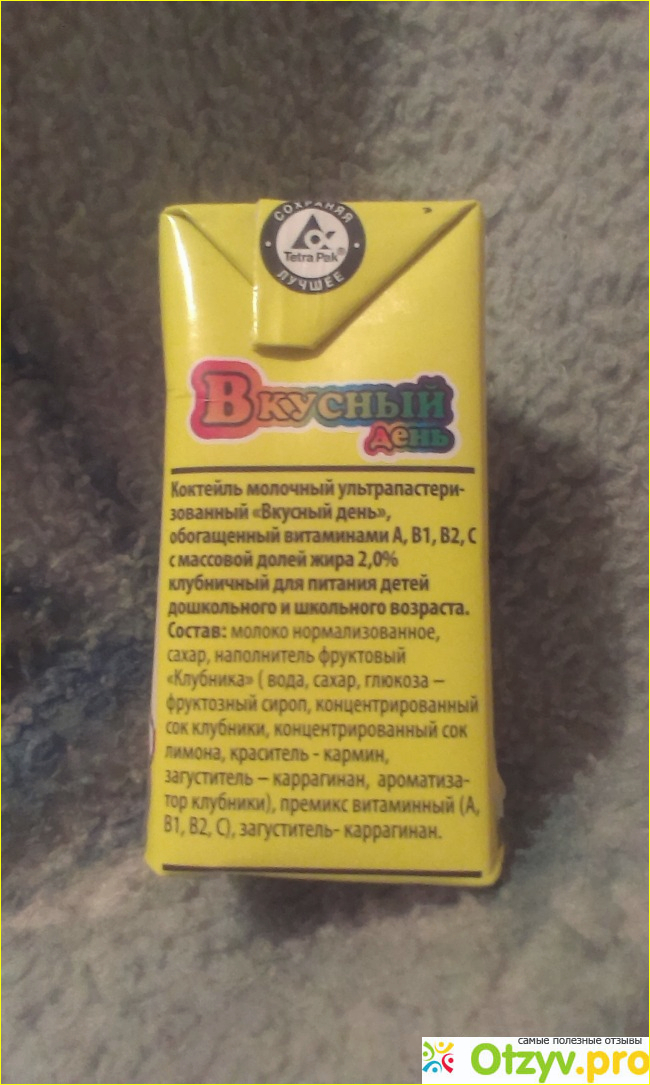 СОХРАНЯЯ
Tetra Pak®
ЛУЧШЕЕ
Вкусный
день
Коктейль молочный ультрапастери-
зованный «Вкусный день»,
обогащенный витаминами А, В1, В2, С
с массовой долей жира 2,0%
клубничный для питания детей
дошкольного и школьного возраста.
Состав: молоко нормализованное,
сахар, наполнитель фруктовый
«Клубника» ( вода, сахар, глюкоза –
фруктозный сироп, концентрированный
сок клубники, концентрированный сок
лимона, краситель - кармин,
загуститель – каррагинан, ароматиза-
тор клубники), премикс витаминный (А,
В1, В2, С), загуститель- каррагинан.
самые полезные отзывы
Otzyv.pro